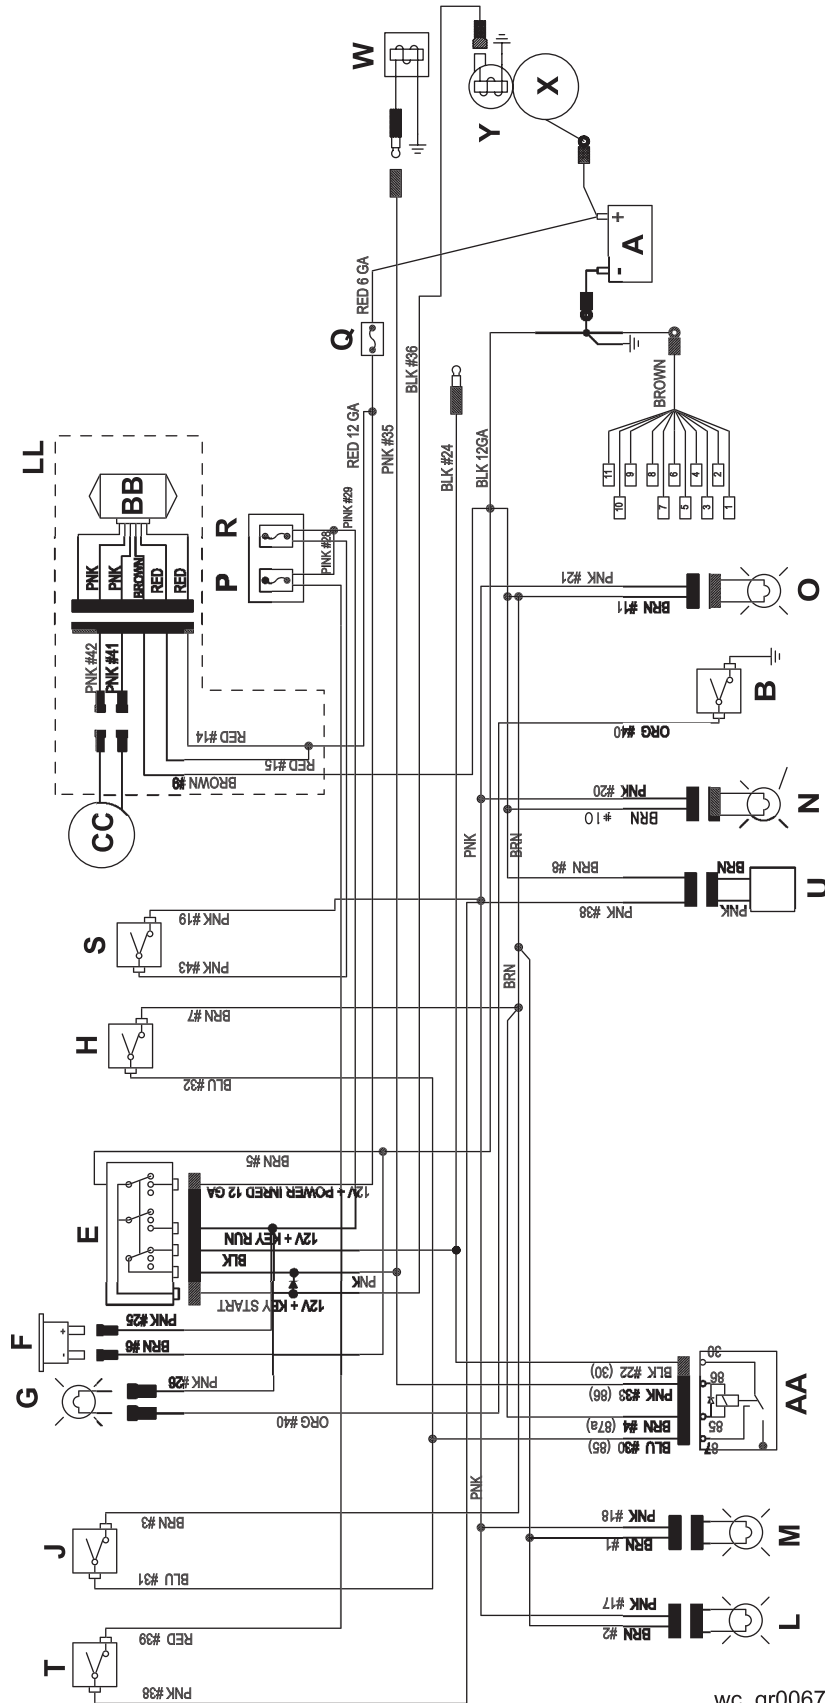 W
Y
X
A
+
-
RED 6 GA
Q
BLK #36
BROWN
LL
BB
RED 12 GA
PNK #35
BLK #24
BLK 12GA
11
9
8
6
4
2
10
7
5
3
1
R
P
PINK #29
PINK #28
PNK
PNK
BROWN
RED
RED
PNK #42
PNK #41
PNK #21
BRN #11
O
RED #14
RED #15
BROWN #9
ORG #40
B
CC
PNK #20
BRN #10
N
PNK
BRN
BRN #8
PNK #38
BRN
PNK
U
S
PNK #19
PNK #43
BRN
H
BRN #7
BLU #32
BRN #5
E
12V + POWER INRED 12 GA
12V + KEY RUN
BLK
PNK
12V + KEY START
F
+
-
PNK #25
BRN #6
G
PNK #26
ORG #40
BLK #22 (30)
PNK #33 (86)
BRN #4 (87a)
BLU #30 (85)
30
86
85
87
AA
PNK
J
BRN #3
BLU #31
PNK #18
BRN #1
M
T
RED #39
PNK #38
PNK #17
BRN #2
L
wc_gr0067